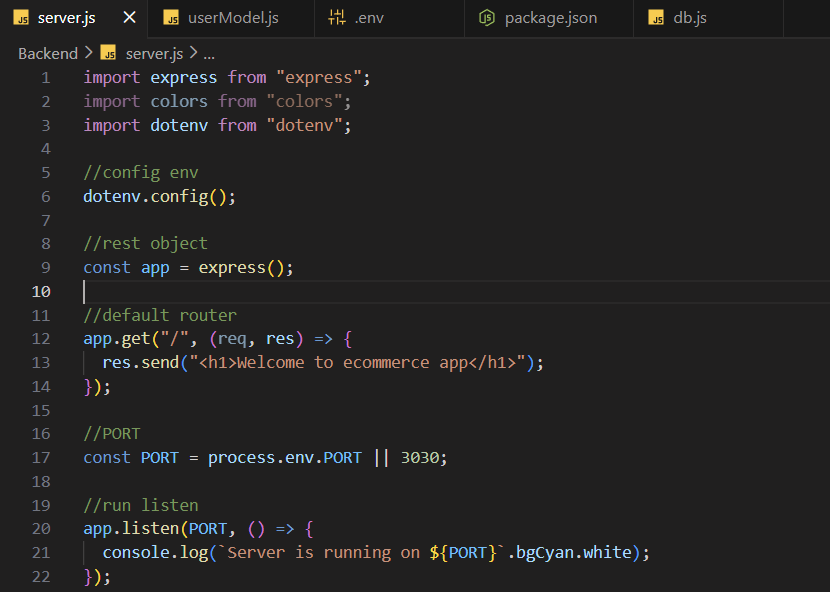 JS server.js × JS userModel.js .env package.json JS db.js
Backend > JS server.js > ...
1 import express from "express";
2 import colors from "colors";
3 import dotenv from "dotenv";
4
5 //config env
6 dotenv.config();
7
8 //rest object
9 const app = express();
10
11 //default router
12 app.get("/", (req, res) => {
13   res.send("<h1>Welcome to ecommerce app</h1>");
14 });
15
16 //PORT
17 const PORT = process.env.PORT || 3030;
18
19 //run listen
20 app.listen(PORT, () => {
21   console.log(`Server is running on ${PORT}`.bgCyan.white);
22 });